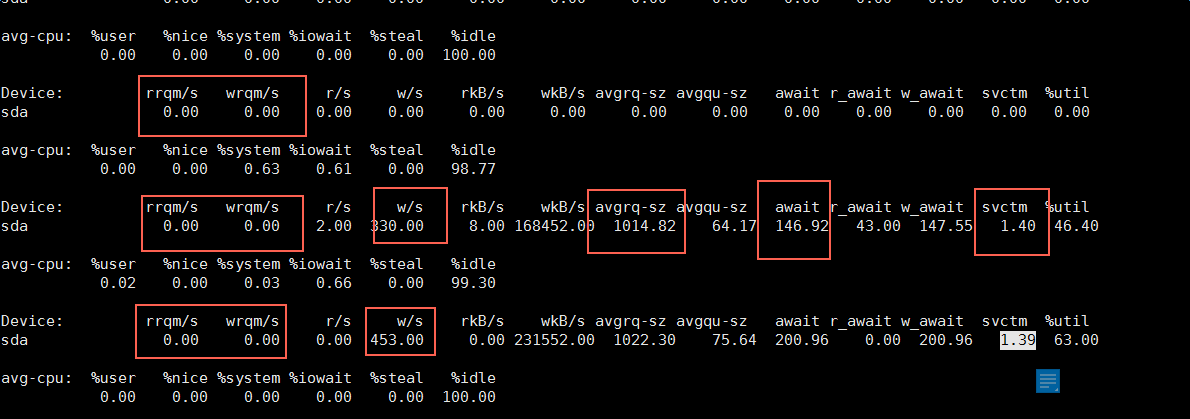 sda 0.00 0.00 0.00 0.00 0.00 0.00 0.00 0.00 0.00 0.00 0.00 0.00 0.00
avg-cpu: %user %nice %system %iowait %steal %idle
0.00 0.00 0.00 0.00 0.00 100.00
Device: rrqm/s wrqm/s r/s w/s rkB/s wkB/s avgrq-sz avgqu-sz await r_await w_await svctm %util
sda 0.00 0.00 0.00 0.00 0.00 0.00 0.00 0.00 0.00 0.00 0.00 0.00 0.00
avg-cpu: %user %nice %system %iowait %steal %idle
0.00 0.00 0.63 0.61 0.00 98.77
Device: rrqm/s wrqm/s r/s w/s rkB/s wkB/s avgrq-sz avgqu-sz await r_await w_await svctm %util
sda 0.00 0.00 2.00 330.00 8.00 168452.00 1014.82 64.17 146.92 43.00 147.55 1.40 46.40
avg-cpu: %user %nice %system %iowait %steal %idle
0.02 0.00 0.03 0.66 0.00 99.30
Device: rrqm/s wrqm/s r/s w/s rkB/s wkB/s avgrq-sz avgqu-sz await r_await w_await svctm %util
sda 0.00 0.00 0.00 453.00 0.00 231552.00 1022.30 75.64 200.96 0.00 200.96 1.39 63.00
avg-cpu: %user %nice %system %iowait %steal %idle
0.00 0.00 0.00 0.00 0.00 100.00